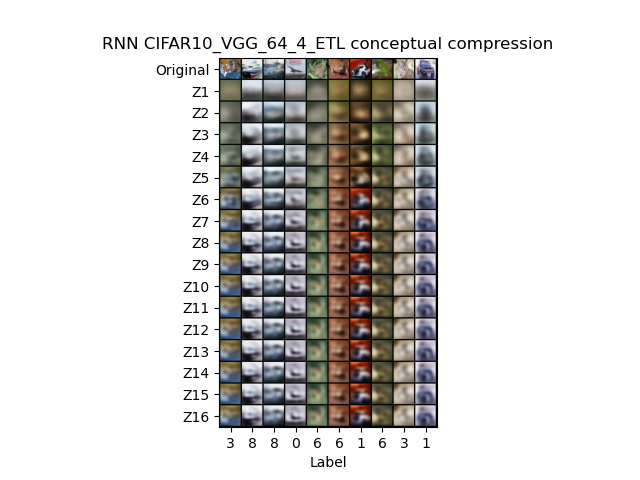 RNN CIFAR10_VGG_64_4_ETL conceptual compression
Original
Z1
Z2
Z3
Z4
Z5
Z6
Z7
Z8
Z9
Z10
Z11
Z12
Z13
Z14
Z15
Z16
3 8 8 0 6 6 1 6 3 1
Label